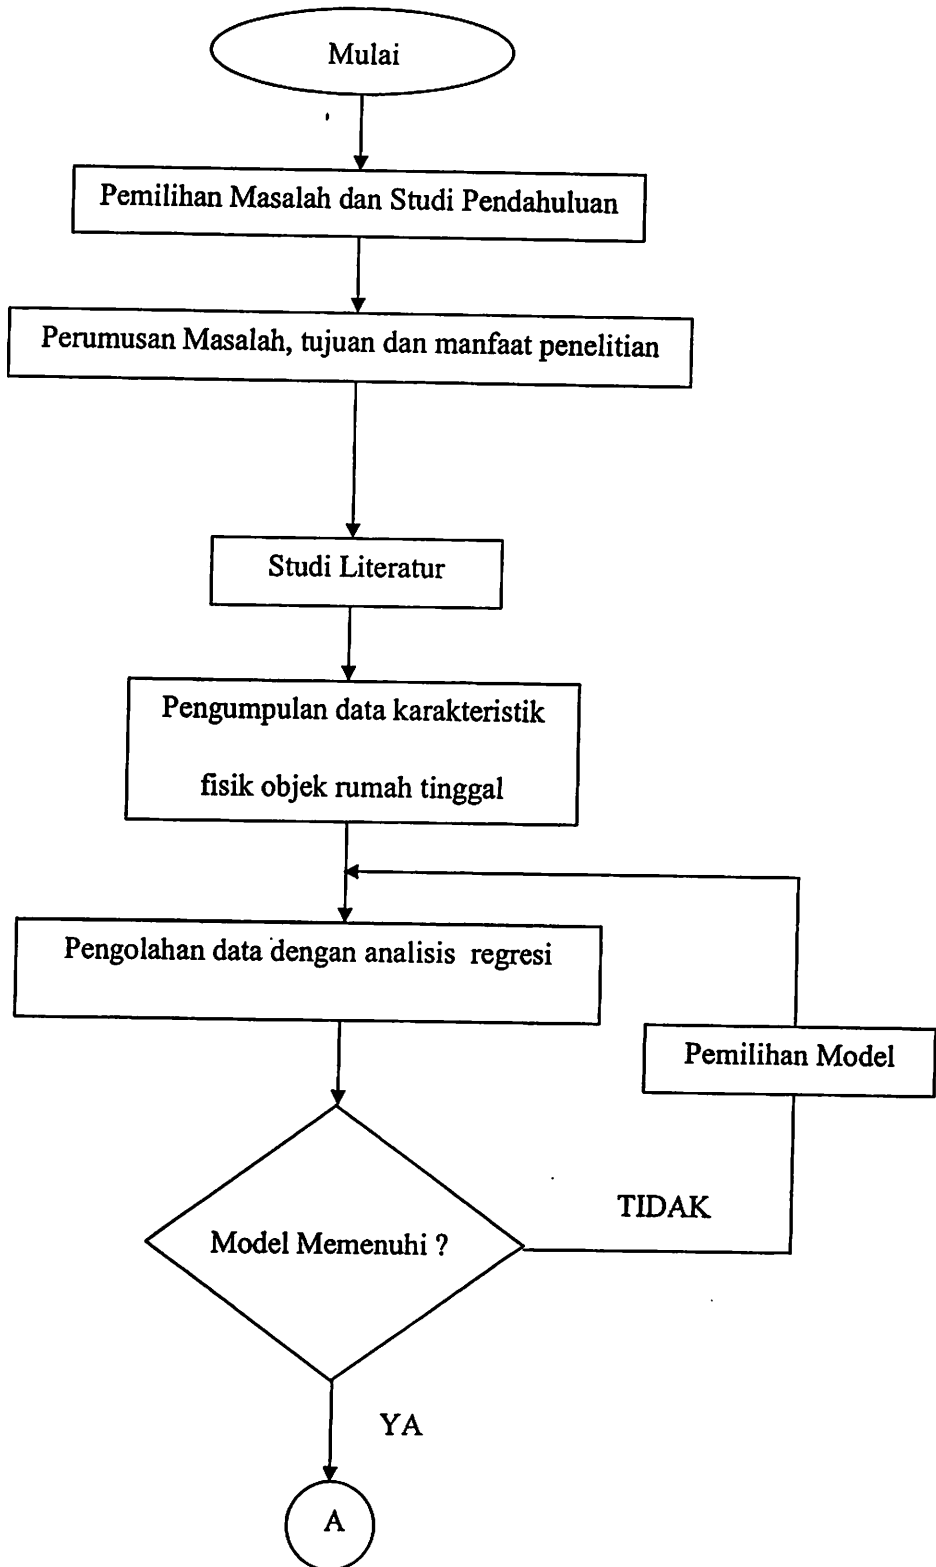 Mulai
Pemilihan Masalah dan Studi Pendahuluan
Perumusan Masalah, tujuan dan manfaat penelitian
Studi Literatur
Pengumpulan data karakteristik
fisik objek rumah tinggal
Pengolahan data dengan analisis regresi
Pemilihan Model
TIDAK
Model Memenuhi ?
YA
A